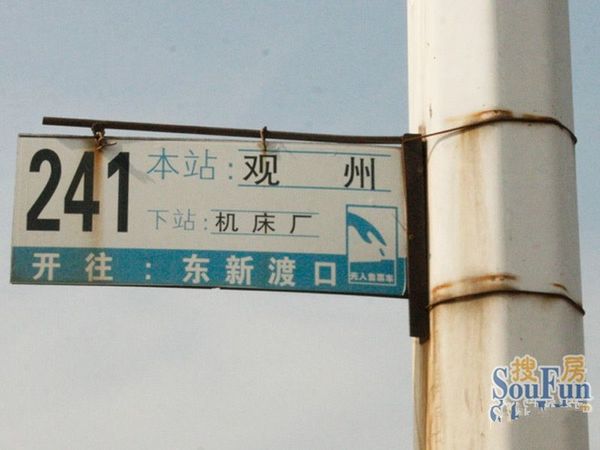 241
本站：观州
下站：机床厂
开往：东新渡口
无人售票车
搜房
SouFun